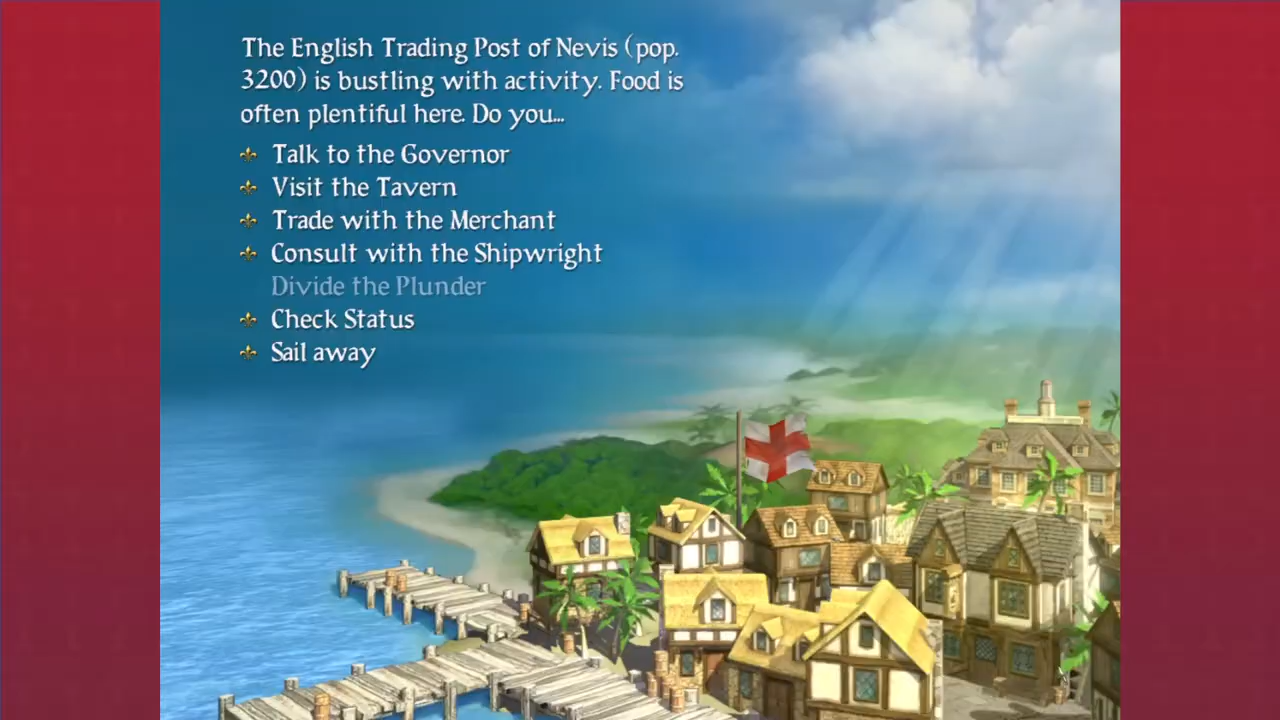 The English Trading Post of Nevis (pop.
3200) is bustling with activity. Food is
often plentiful here. Do you...
Talk to the Governor
Visit the Tavern
Trade with the Merchant
Consult with the Shipwright
Divide the Plunder
Check Status
Sail away